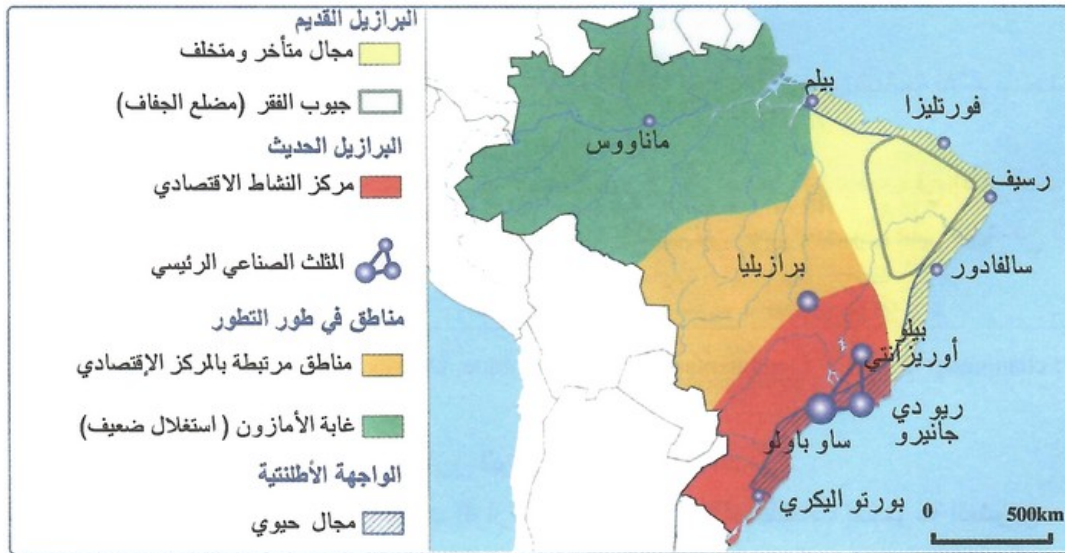 البرازيل القديم
مجال متأخر ومتخلف
جيوب الفقر (مضلع الجفاف)
البرازيل الحديث
مركز النشاط الاقتصادي
المثلث الصناعي الرئيسي
مناطق في طور التطور
مناطق مرتبطة بالمركز الإقتصادي
غابة الأمازون ( استغلال ضعيف)
الواجهة الأطلنتية
مجال حيوي
بيلم
فورتليزا
ماناووس
رسيف
برازيليا
سالفادور
بيلو
أوريزانتي
ريو دي
جانيرو
ساو باولو
بورتو اليكري
0 500km